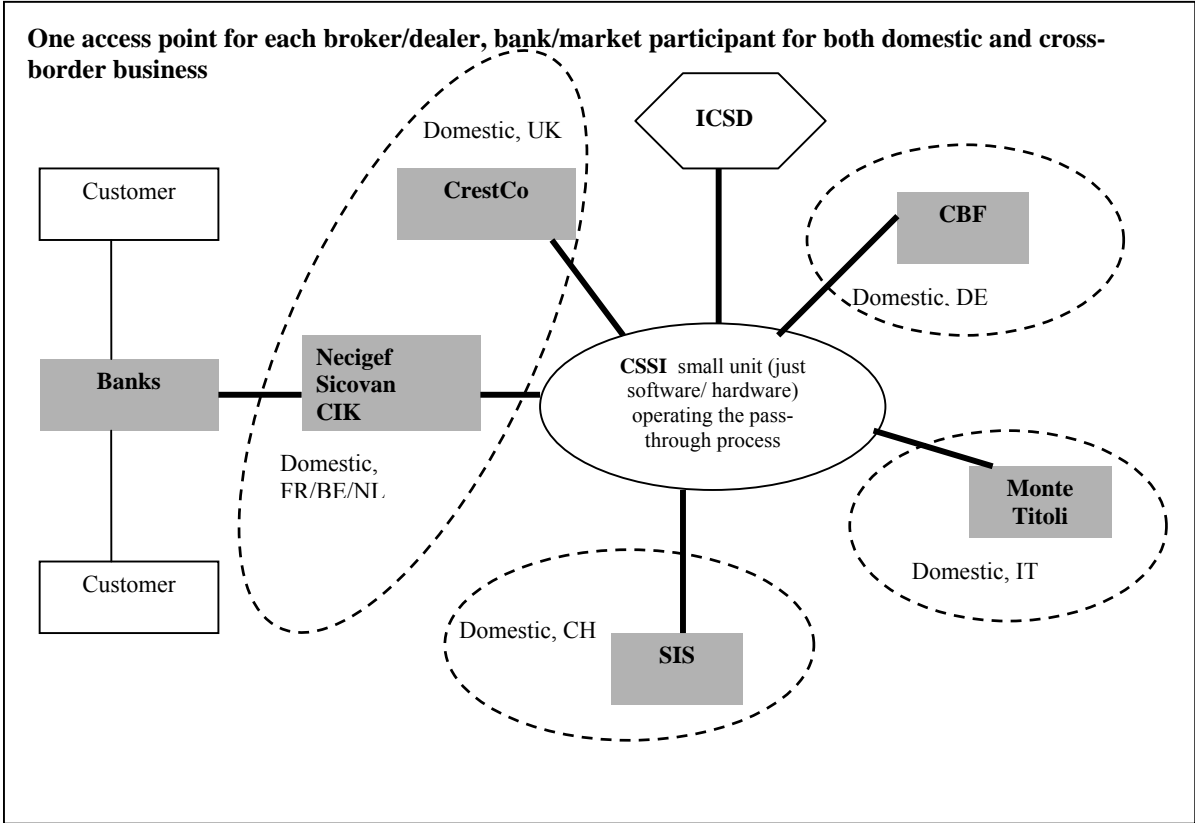 One access point for each broker/dealer, bank/market participant for both domestic and cross-
border business
ICSD
Domestic, UK
Customer
CrestCo
CBF
Domestic, DE
Necigef
Sicovan
CIK
Banks
CSSI small unit (just
software/ hardware)
operating the pass-
through process
Domestic,
FR/BE/NL
Monte
Titoli
Domestic, IT
Customer
Domestic, CH
SIS